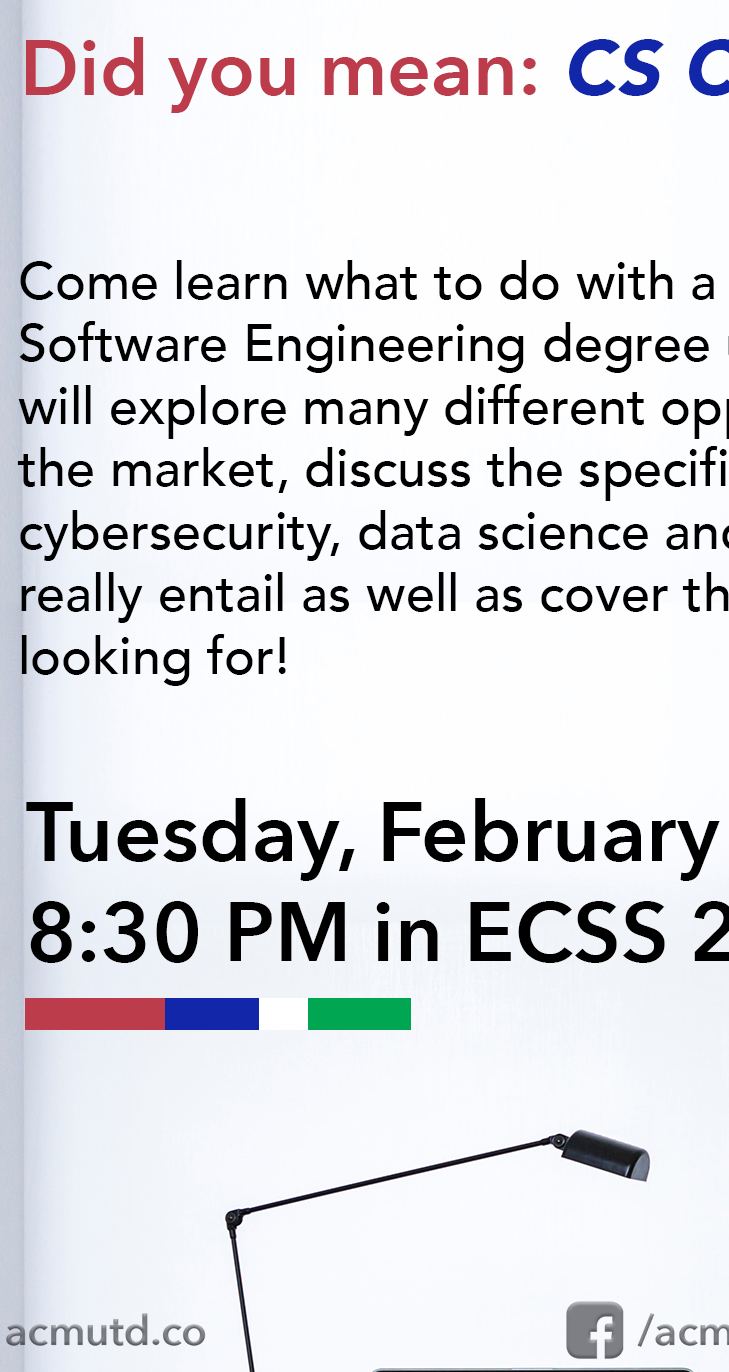 Did you mean: CS
Come learn what to do with a
Software Engineering degree
will explore many different
the market, discuss the
cybersecurity, data science
really entail as well as cover
looking for!
Tuesday, February
8:30 PM in ECSS
acmutd.co